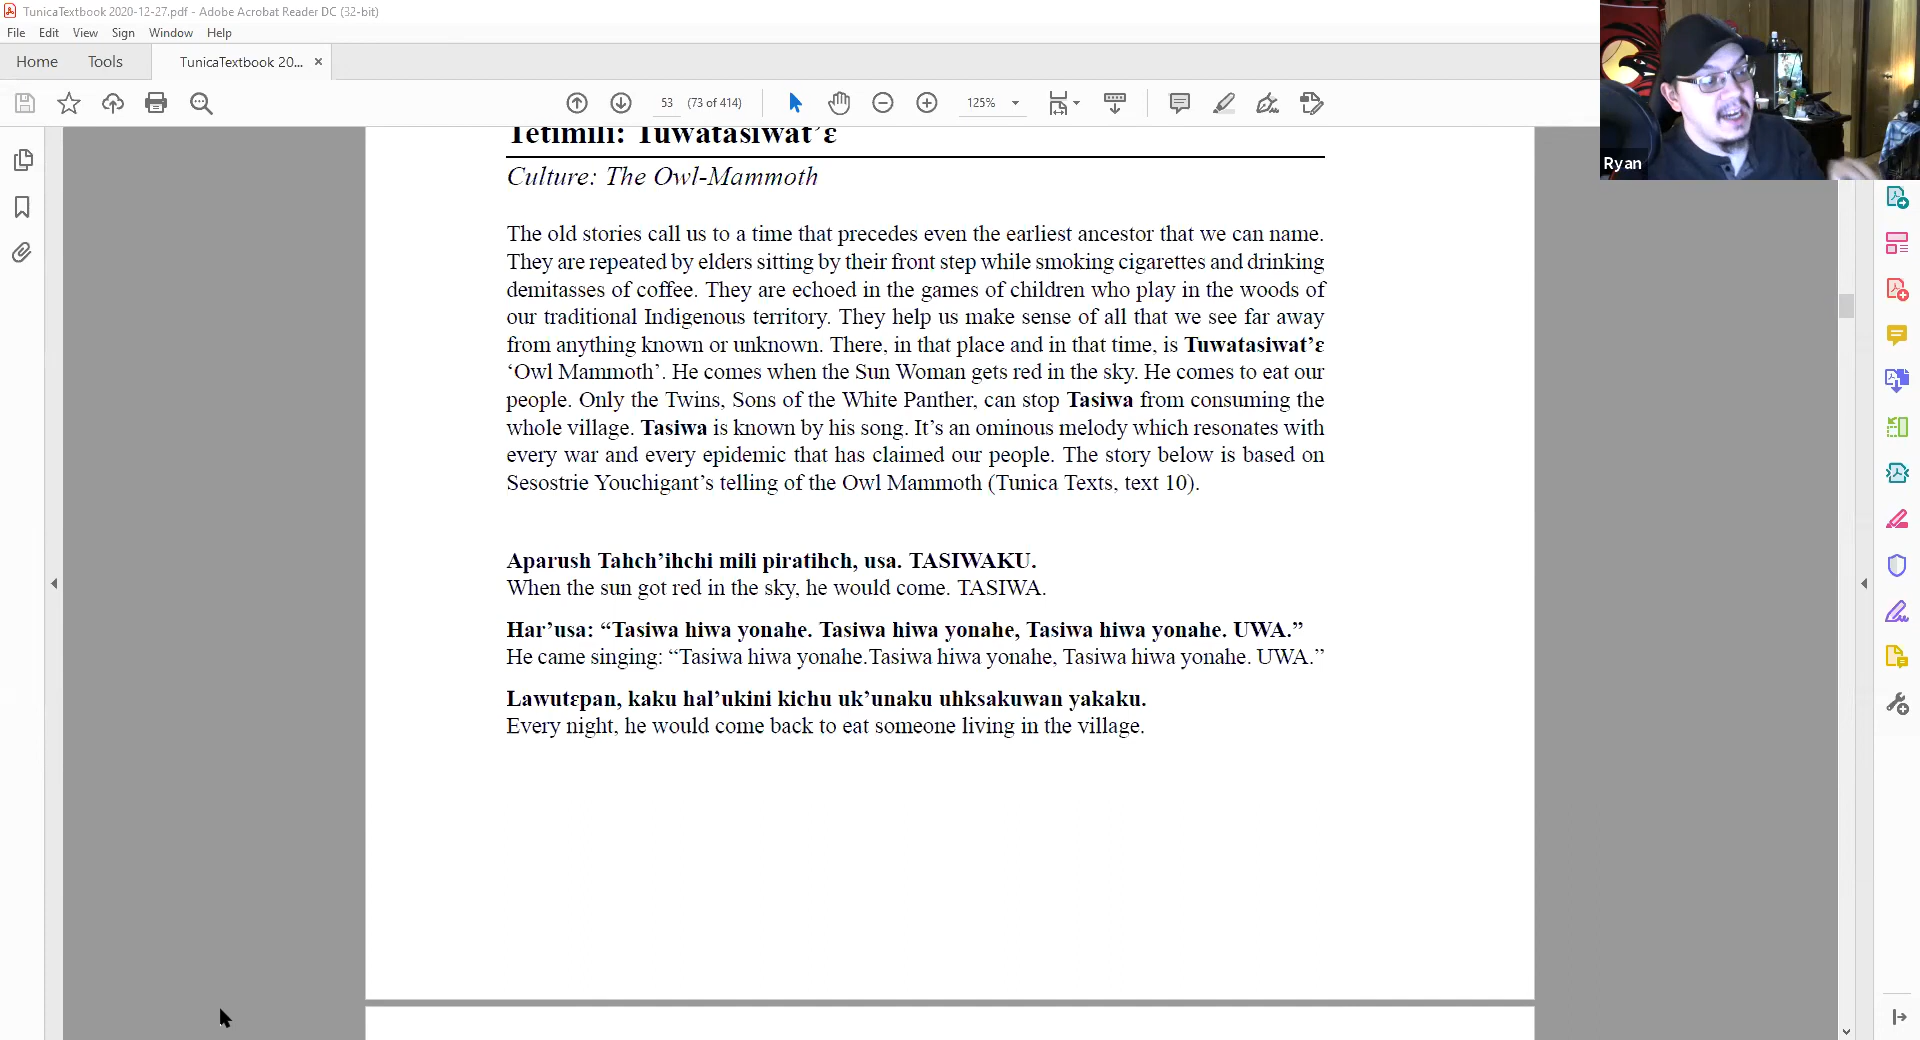 TunicaTextbook 2020-12-27.pdf - Adobe Acrobat Reader DC (32-bit)
File Edit View Sign Window Help
Home Tools TunicaTextbook 20... ×
53 (73 of 414) 125%
Ryan
Tetimili: Tuwatasiwat’ɛ
Culture: The Owl-Mammoth
The old stories call us to a time that precedes even the earliest ancestor that we can name.
They are repeated by elders sitting by their front step while smoking cigarettes and drinking
demitasses of coffee. They are echoed in the games of children who play in the woods of
our traditional Indigenous territory. They help us make sense of all that we see far away
from anything known or unknown. There, in that place and in that time, is Tuwatasiwat’ɛ
‘Owl Mammoth’. He comes when the Sun Woman gets red in the sky. He comes to eat our
people. Only the Twins, Sons of the White Panther, can stop Tasiwa from consuming the
whole village. Tasiwa is known by his song. It’s an ominous melody which resonates with
every war and every epidemic that has claimed our people. The story below is based on
Sesostrie Youchigant’s telling of the Owl Mammoth (Tunica Texts, text 10).
Aparush Tahch’ihchi mili piratihch, usa. TASIWAKU.
When the sun got red in the sky, he would come. TASIWA.
Har’usa: “Tasiwa hiwa yonahe. Tasiwa hiwa yonahe, Tasiwa hiwa yonahe. UWA.”
He came singing: “Tasiwa hiwa yonahe.Tasiwa hiwa yonahe, Tasiwa hiwa yonahe. UWA.”
Lawutɛpan, kaku hal’ukini kichu uk’unaku uhksakuwan yakaku.
Every night, he would come back to eat someone living in the village.